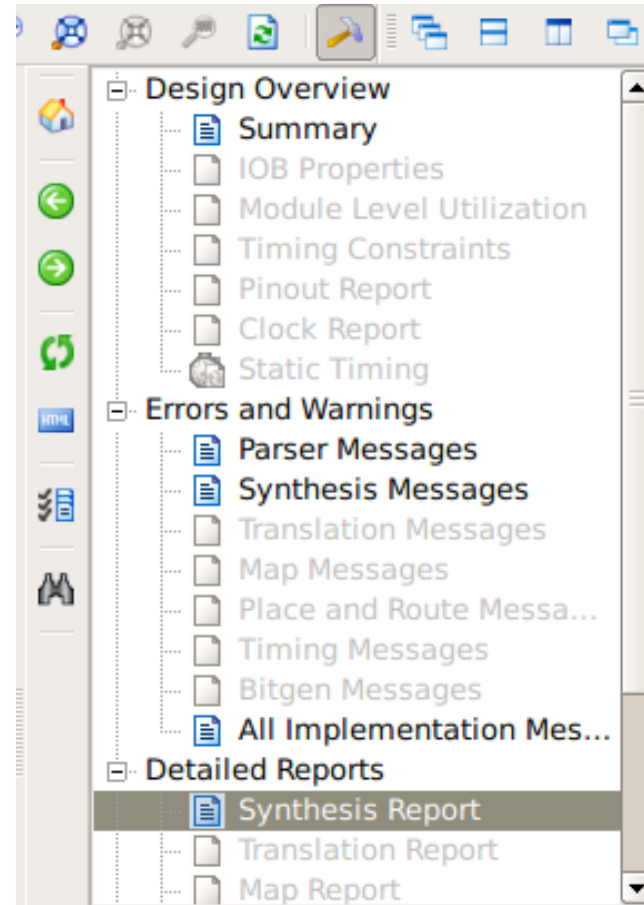 Design Overview
Summary
IOB Properties
Module Level Utilization
Timing Constraints
Pinout Report
Clock Report
Static Timing
Errors and Warnings
HTML
Parser Messages
Synthesis Messages
Translation Messages
Map Messages
Place and Route Messa...
Timing Messages
Bitgen Messages
All Implementation Mes...
Detailed Reports
Synthesis Report
Translation Report
Map Report